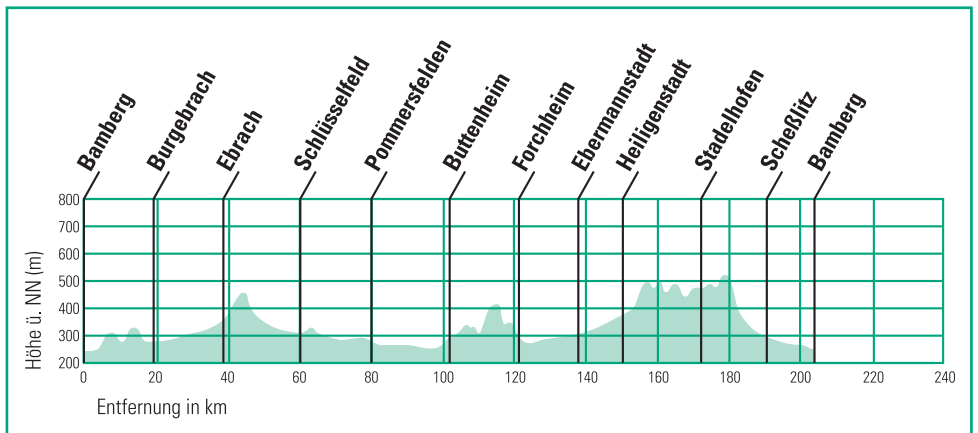 Bamberg
Burgebrach
Ebrach
Schlüsselfeld
Pommersfelden
Buttenheim
Forchheim
Ebermannstadt
Heiligenstadt
Stadelhofen
Scheßlitz
Bamberg
Höhe ü. NN (m)
800
700
600
500
400
300
200
0 20 40 60 80 100 120 140 160 180 200 220 240
Entfernung in km